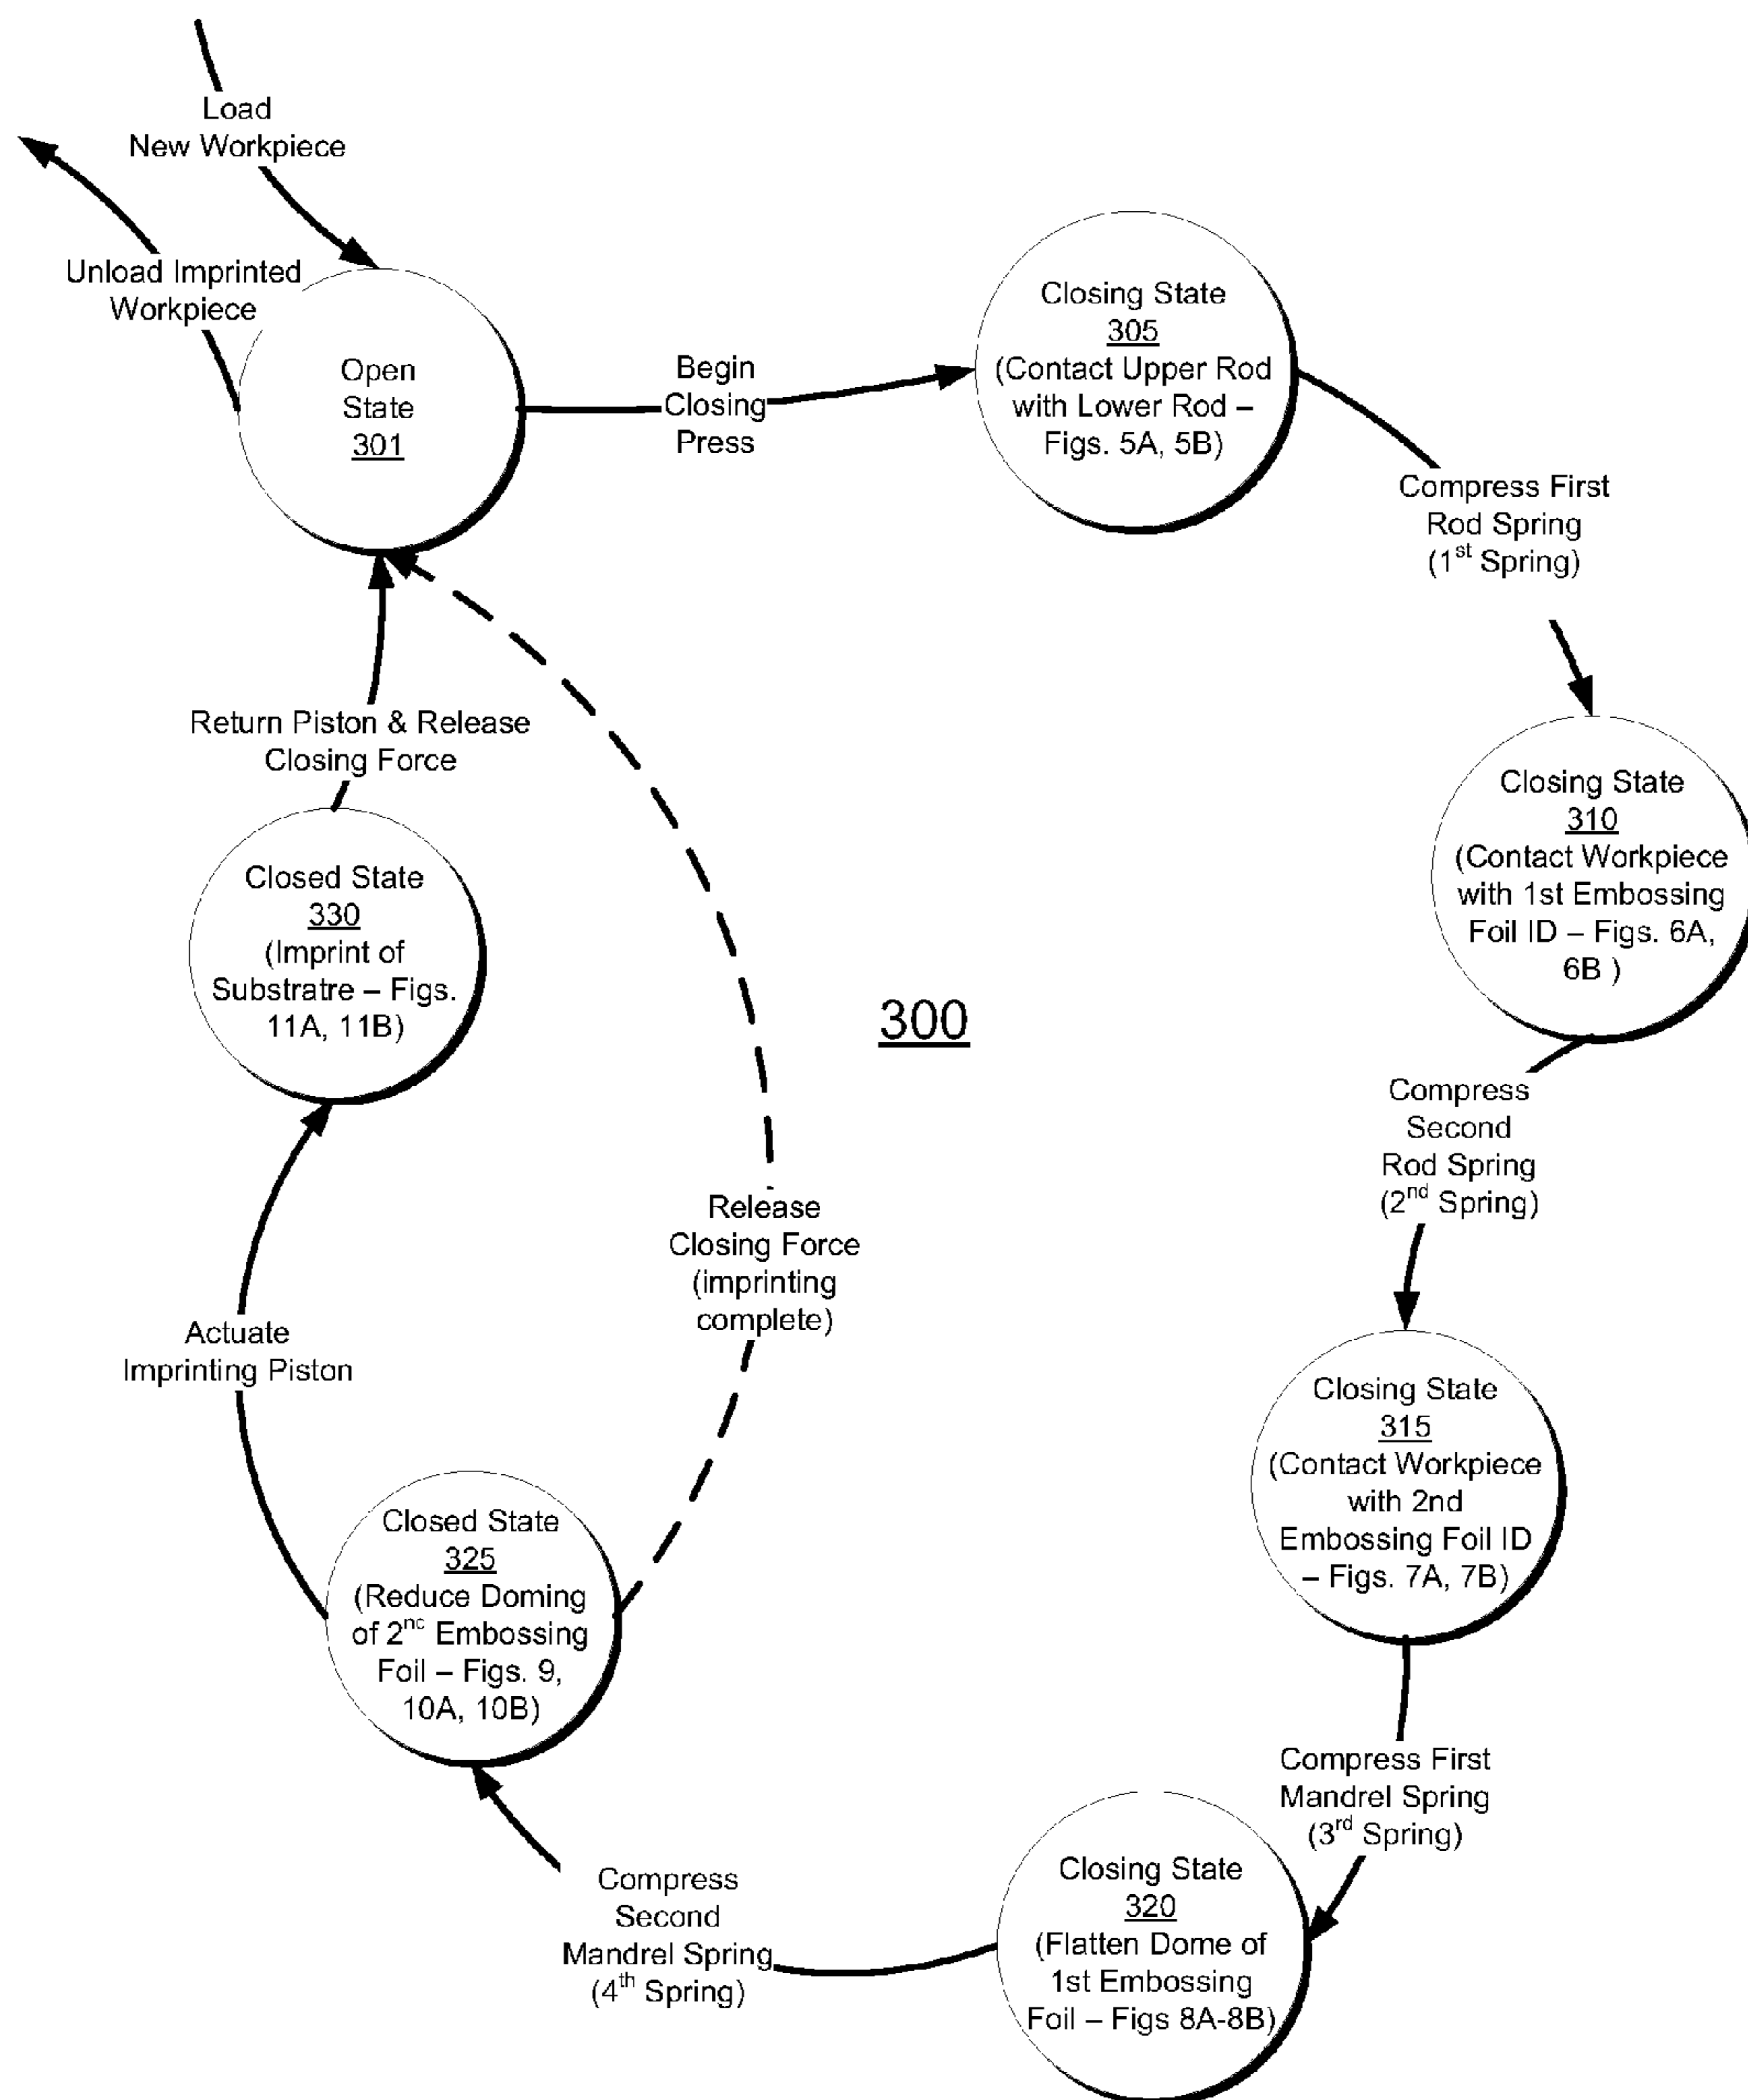 Load
New Workpiece
Unload Imprinted
Workpiece
Open
State
301
Begin
Closing
Press
Closing State
305
(Contact Upper Rod
with Lower Rod –
Figs. 5A, 5B)
Compress First
Rod Spring
(1st Spring)
Closing State
310
(Contact Workpiece
with 1st Embossing
Foil ID – Figs. 6A,
6B )
Compress
Second
Rod Spring
(2nd Spring)
Closing State
315
(Contact Workpiece
with 2nd
Embossing Foil ID
– Figs. 7A, 7B)
Compress First
Mandrel Spring
(3rd Spring)
Closing State
320
(Flatten Dome of
1st Embossing
Foil – Figs 8A-8B)
Compress
Second
Mandrel Spring
(4th Spring)
Closed State
325
(Reduce Doming
of 2nd Embossing
Foil – Figs. 9,
10A, 10B)
Actuate
Imprinting Piston
Release
Closing Force
(imprinting
complete)
Closed State
330
(Imprint of
Substratre – Figs.
11A, 11B)
Return Piston & Release
Closing Force
300